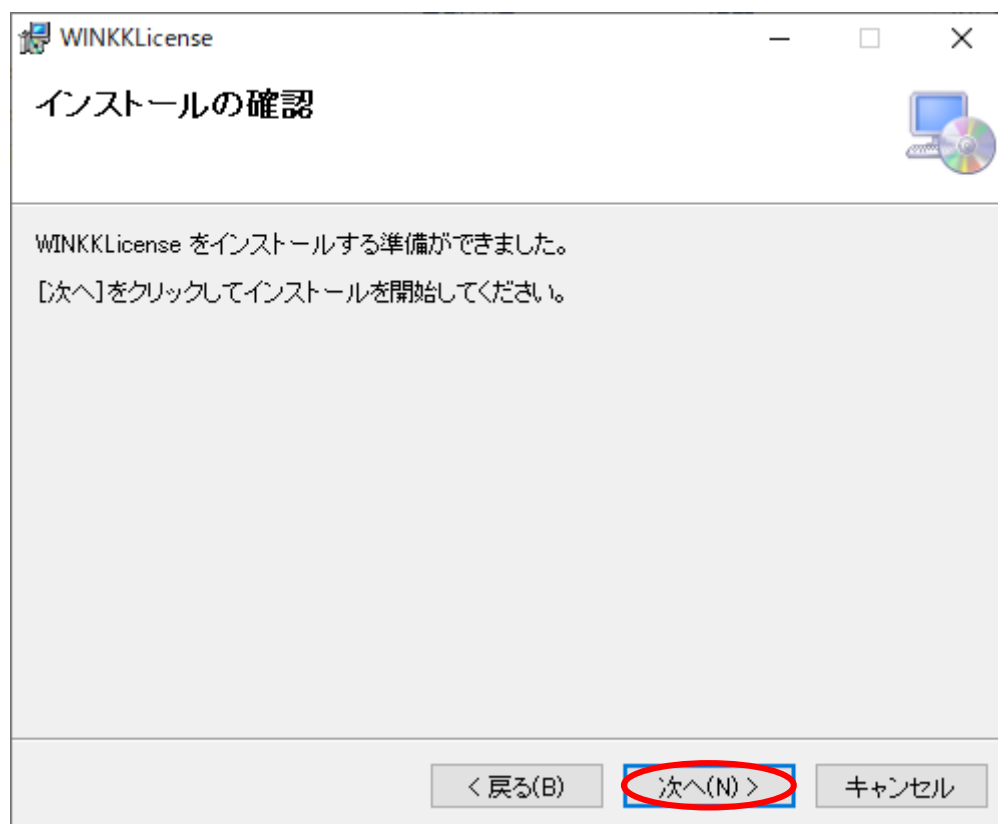 WINKKLicense
インストールの確認
WINKKLicense をインストールする準備ができました。
[次へ]をクリックしてインストールを開始してください。
< 戻る(B)
次へ(N) >
キャンセル